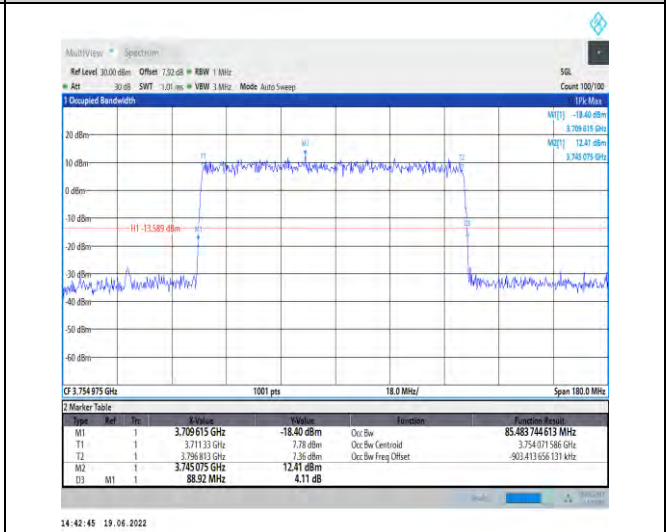 MultiView Spectrum
Ref Level 30.00 dBm Offset 7.92 dB RBW 1 MHz SGL
Att 30 dB SWT 1.01 ms VBW 3 MHz Mode Auto Sweep Count 100/100
1 Occupied Bandwidth 1Pk Max
M1[1] -18.40 dBm
3.709 615 GHz
M2[1] 12.41 dBm
3.745 075 GHz
20 dBm
M2
T1 T2
10 dBm
0 dBm
-10 dBm
H1 -13.589 dBm M1 D3
-20 dBm
-30 dBm
-40 dBm
-50 dBm
-60 dBm
CF 3.754 975 GHz 1001 pts 18.0 MHz/ Span 180.0 MHz
2 Marker Table
Type Ref Trc X-Value Y-Value Function Function Result
M1 1 3.709 615 GHz -18.40 dBm Occ Bw 85.483 744 613 MHz
T1 1 3.711 33 GHz 7.78 dBm Occ Bw Centroid 3.754 071 586 GHz
T2 1 3.796 813 GHz 7.36 dBm Occ Bw Freq Offset -903.413 656 131 kHz
M2 1 3.745 075 GHz 12.41 dBm
D3 M1 1 88.92 MHz 4.11 dB
14:42:45 19.06.2022